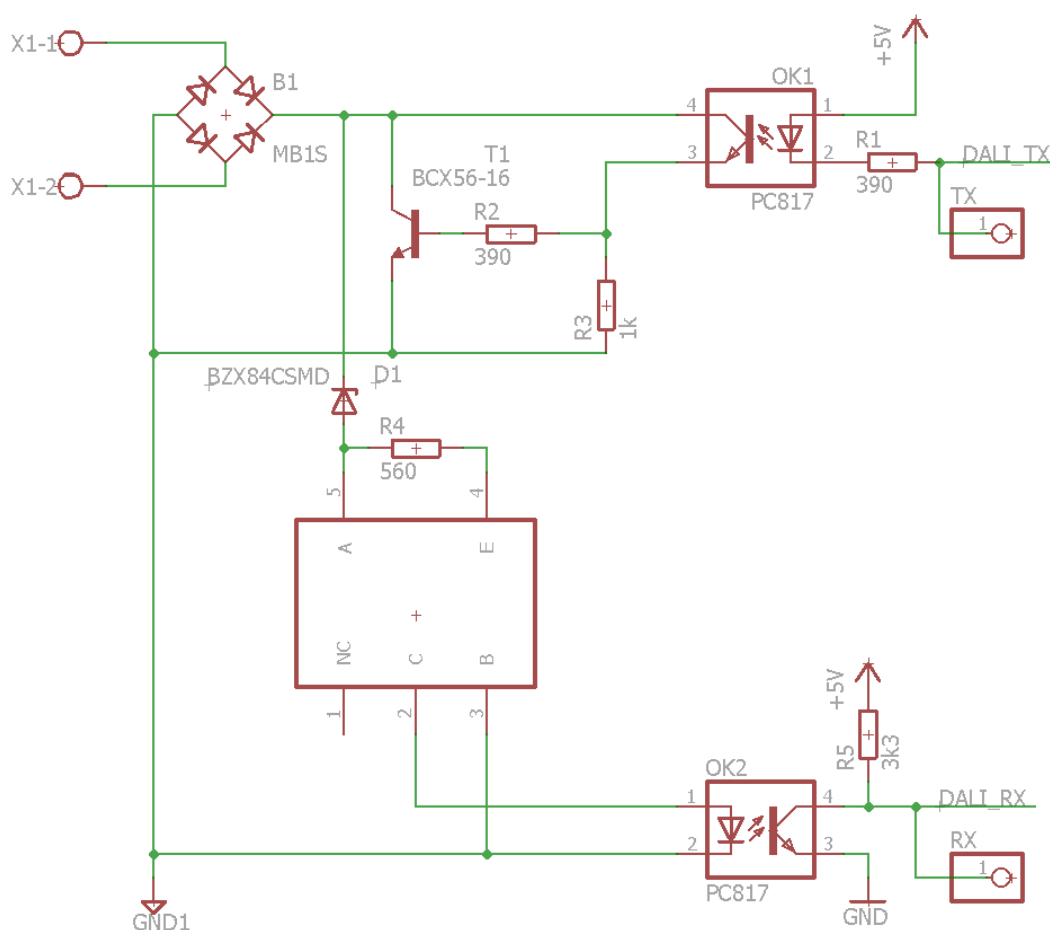 X1-1
X1-2
B1
MB1S
T1
BCX56-16
R2
390
R3
1k
OK1
4
3
1
2
PC817
+5V
R1
390
DALI_TX
TX
1
BZX84CSMD
D1
R4
560
5
4
A
E
NC
C
B
1
2
3
+5V
R5
3k3
OK2
1
2
4
3
PC817
DALI_RX
RX
1
GND1
GND